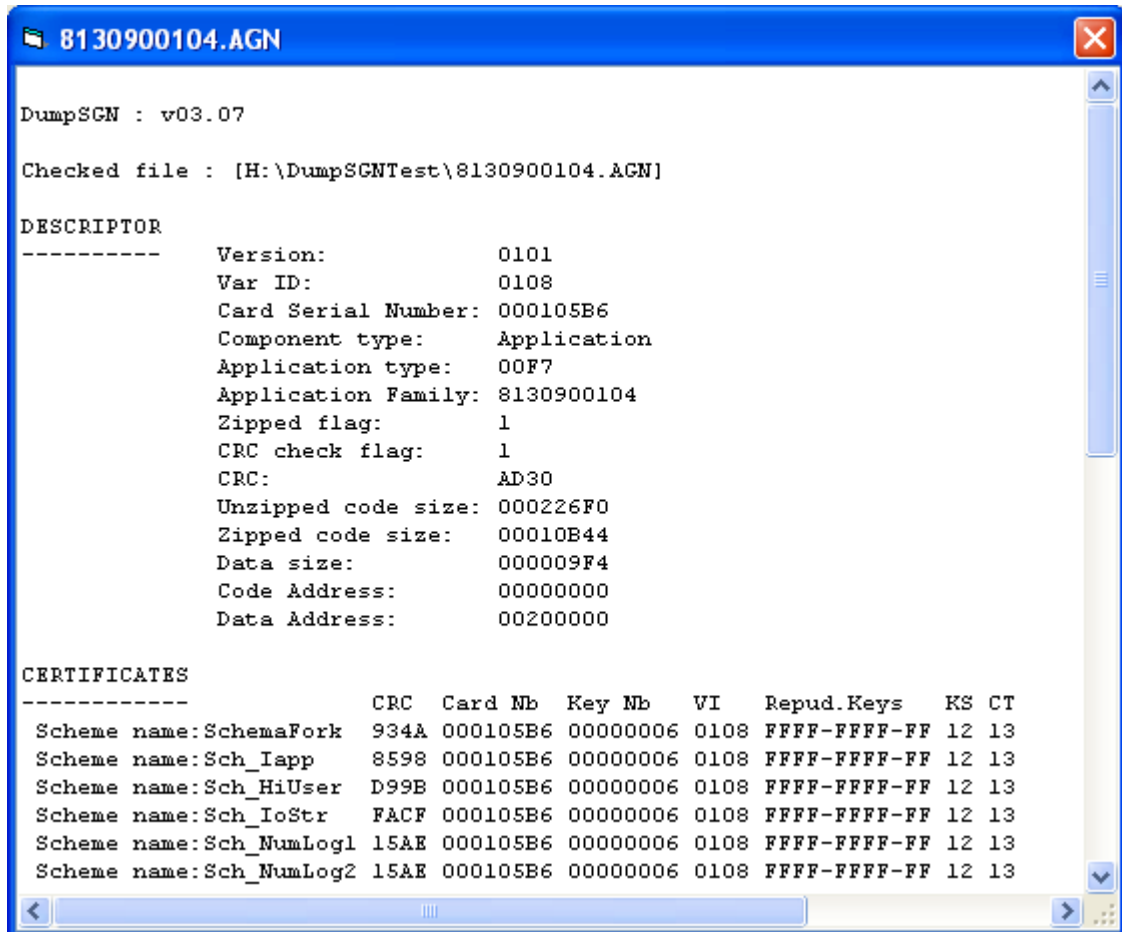 8130900104.AGN
DumpSGN : v03.07
Checked file : [H:\DumpSGNTest\8130900104.AGN]
DESCRIPTOR
----------    Version:             0101
              Var ID:              0108
              Card Serial Number:  000105B6
              Component type:      Application
              Application type:    00F7
              Application Family:  8130900104
              Zipped flag:         1
              CRC check flag:      1
              CRC:                 AD30
              Unzipped code size:  000226F0
              Zipped code size:    00010B44
              Data size:           000009F4
              Code Address:        00000000
              Data Address:        00200000
CERTIFICATES
------------             CRC  Card Nb  Key Nb   VI   Repud.Keys   KS CT
 Scheme name:SchemaFork  934A 000105B6 00000006 0108 FFFF-FFFF-FF 12 13
 Scheme name:Sch_Iapp    8598 000105B6 00000006 0108 FFFF-FFFF-FF 12 13
 Scheme name:Sch_HiUser  D99B 000105B6 00000006 0108 FFFF-FFFF-FF 12 13
 Scheme name:Sch_IoStr   FACF 000105B6 00000006 0108 FFFF-FFFF-FF 12 13
 Scheme name:Sch_NumLog1 15AE 000105B6 00000006 0108 FFFF-FFFF-FF 12 13
 Scheme name:Sch_NumLog2 15AE 000105B6 00000006 0108 FFFF-FFFF-FF 12 13